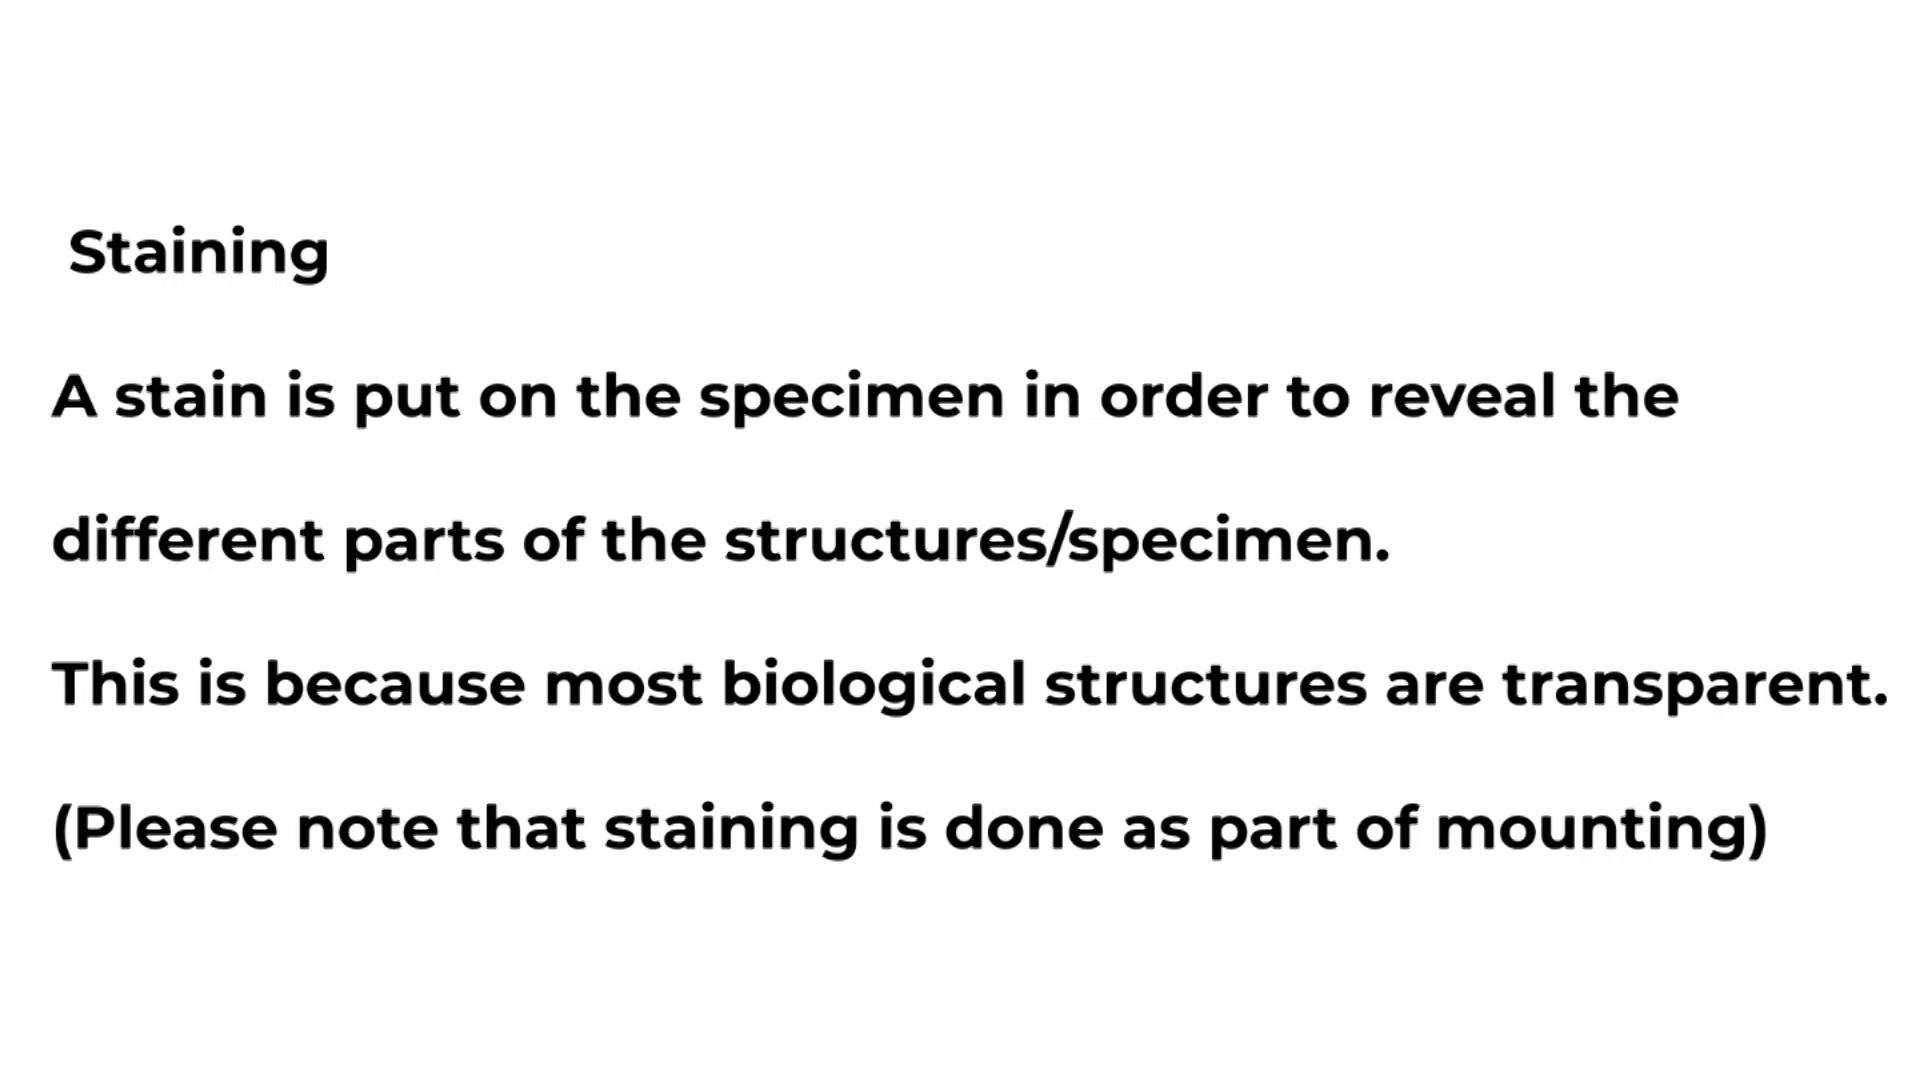 Staining
A stain is put on the specimen in order to reveal the
different parts of the structures/specimen.
This is because most biological structures are transparent.
(Please note that staining is done as part of mounting)